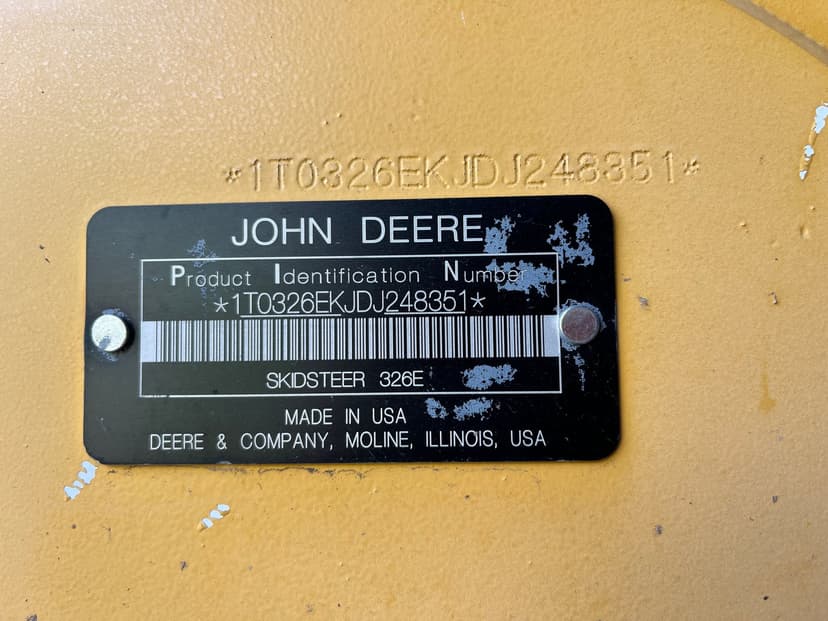 *1T0326EKJDJ248351*
JOHN DEERE
Product Identification Number
*1T0326EKJDJ248351*
SKIDSTEER 326E
MADE IN USA
DEERE & COMPANY, MOLINE, ILLINOIS, USA